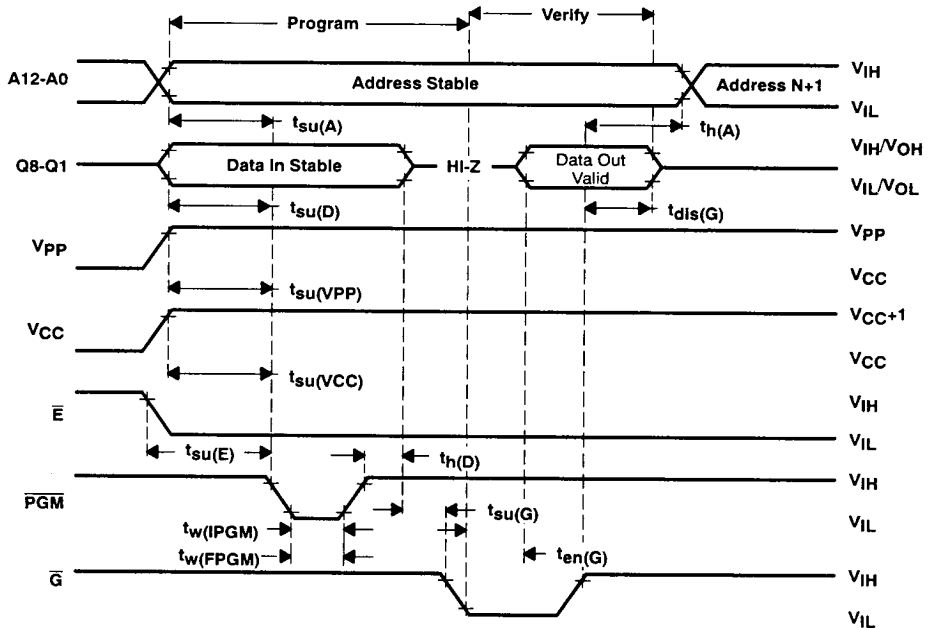 Program
Verify
A12-A0
Address Stable
Address N+1
VIH
VIL
tsu(A)
th(A)
Q8-Q1
Data In Stable
HI-Z
Data Out
Valid
VIH/VOH
VIL/VOL
tsu(D)
tdis(G)
VPP
VPP
VCC
tsu(VPP)
VCC
VCC+1
VCC
tsu(VCC)
E̅
VIH
VIL
tsu(E)
th(D)
P̅G̅M̅
VIH
VIL
tsu(G)
tw(IPGM)
tw(FPGM)
ten(G)
G̅
VIH
VIL